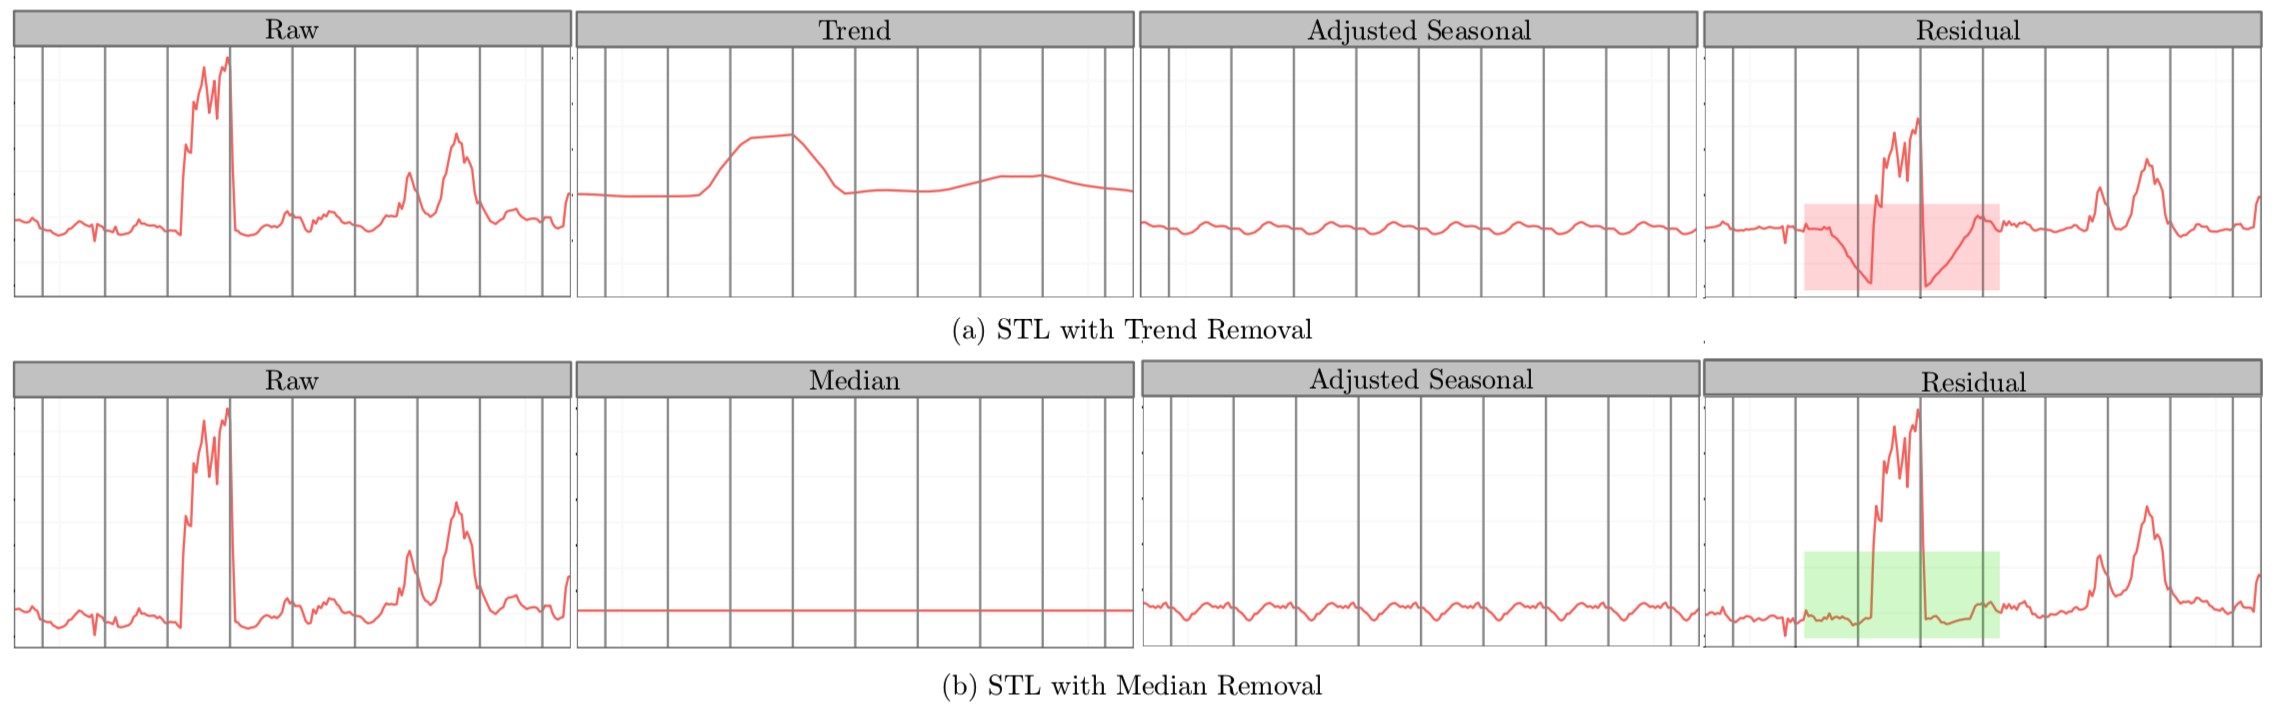 Raw Trend Adjusted Seasonal Residual
(a) STL with Trend Removal
Raw Median Adjusted Seasonal Residual
(b) STL with Median Removal